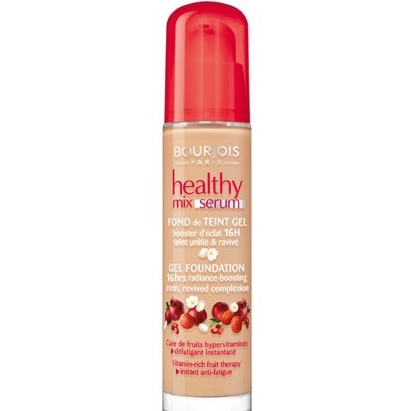 BOURJOIS
PARIS
healthy
mix serum
FOND de TEINT GEL
booster d'éclat 16H
teint unifié & ravivé
GEL FOUNDATION
16hrs radiance-boosting
even, revived complexion
Cure de fruits hypervitaminés
défatigant instantané
Vitamin-rich fruit therapy
instant anti-fatigue